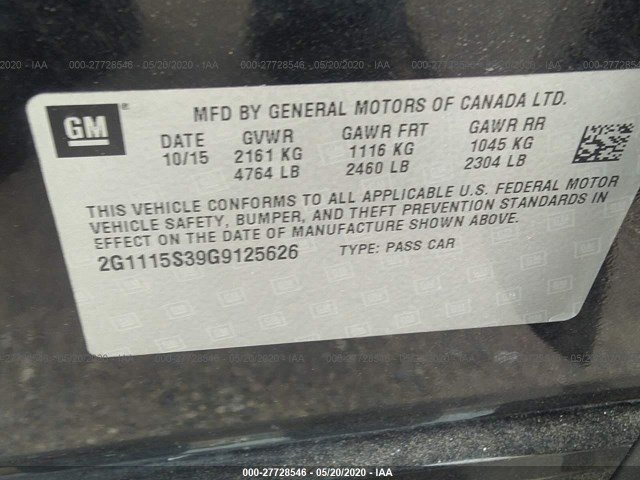 000-27728546 - 05/20/2020 - IAA
GM
MFD BY GENERAL MOTORS OF CANADA LTD.
DATE GVWR GAWR FRT GAWR RR
10/15 2161 KG 1116 KG 1045 KG
4764 LB 2460 LB 2304 LB
THIS VEHICLE CONFORMS TO ALL APPLICABLE U.S. FEDERAL MOTOR
VEHICLE SAFETY, BUMPER, AND THEFT PREVENTION STANDARDS IN
EFFECT ON THE DATE OF MANUFACTURE SHOWN ABOVE.
2G1115S39G9125626 TYPE: PASS CAR
000-27728546 - 05/20/2020 - IAA